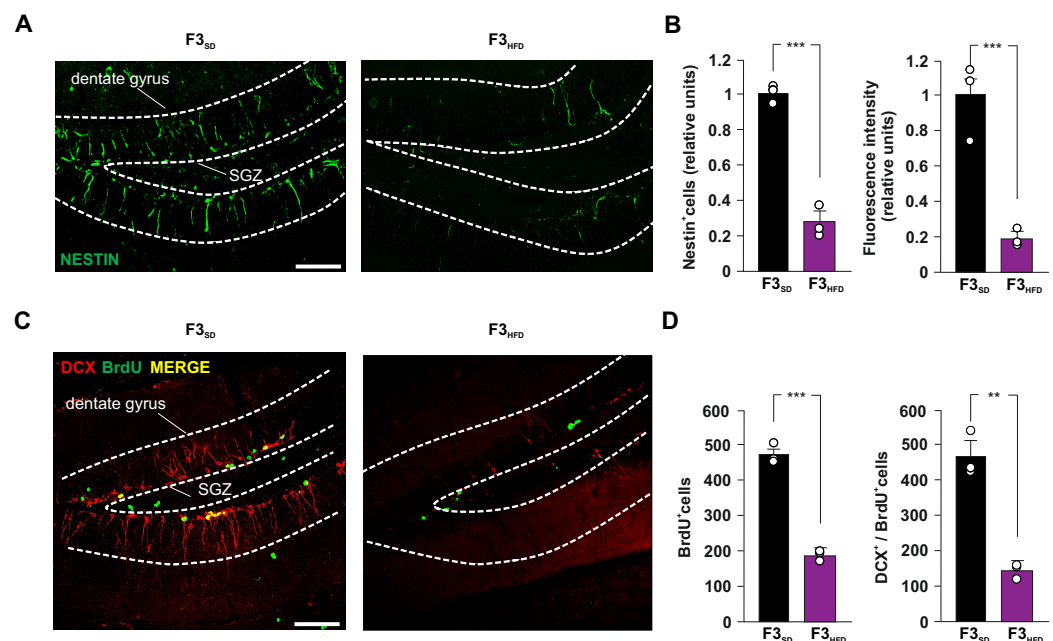 A
F3SD
F3HFD
dentate gyrus
SGZ
NESTIN
B
***
***
Nestin+cells (relative units)
1.2
1
0.8
0.6
0.4
0.2
0
F3SD
F3HFD
Fluorescence intensity
(relative units)
1.2
1
0.8
0.6
0.4
0.2
0
F3SD
F3HFD
C
F3SD
F3HFD
DCX BrdU MERGE
dentate gyrus
SGZ
D
***
**
BrdU+cells
600
500
400
300
200
100
0
F3SD
F3HFD
DCX+ / BrdU+cells
600
500
400
300
200
100
0
F3SD
F3HFD